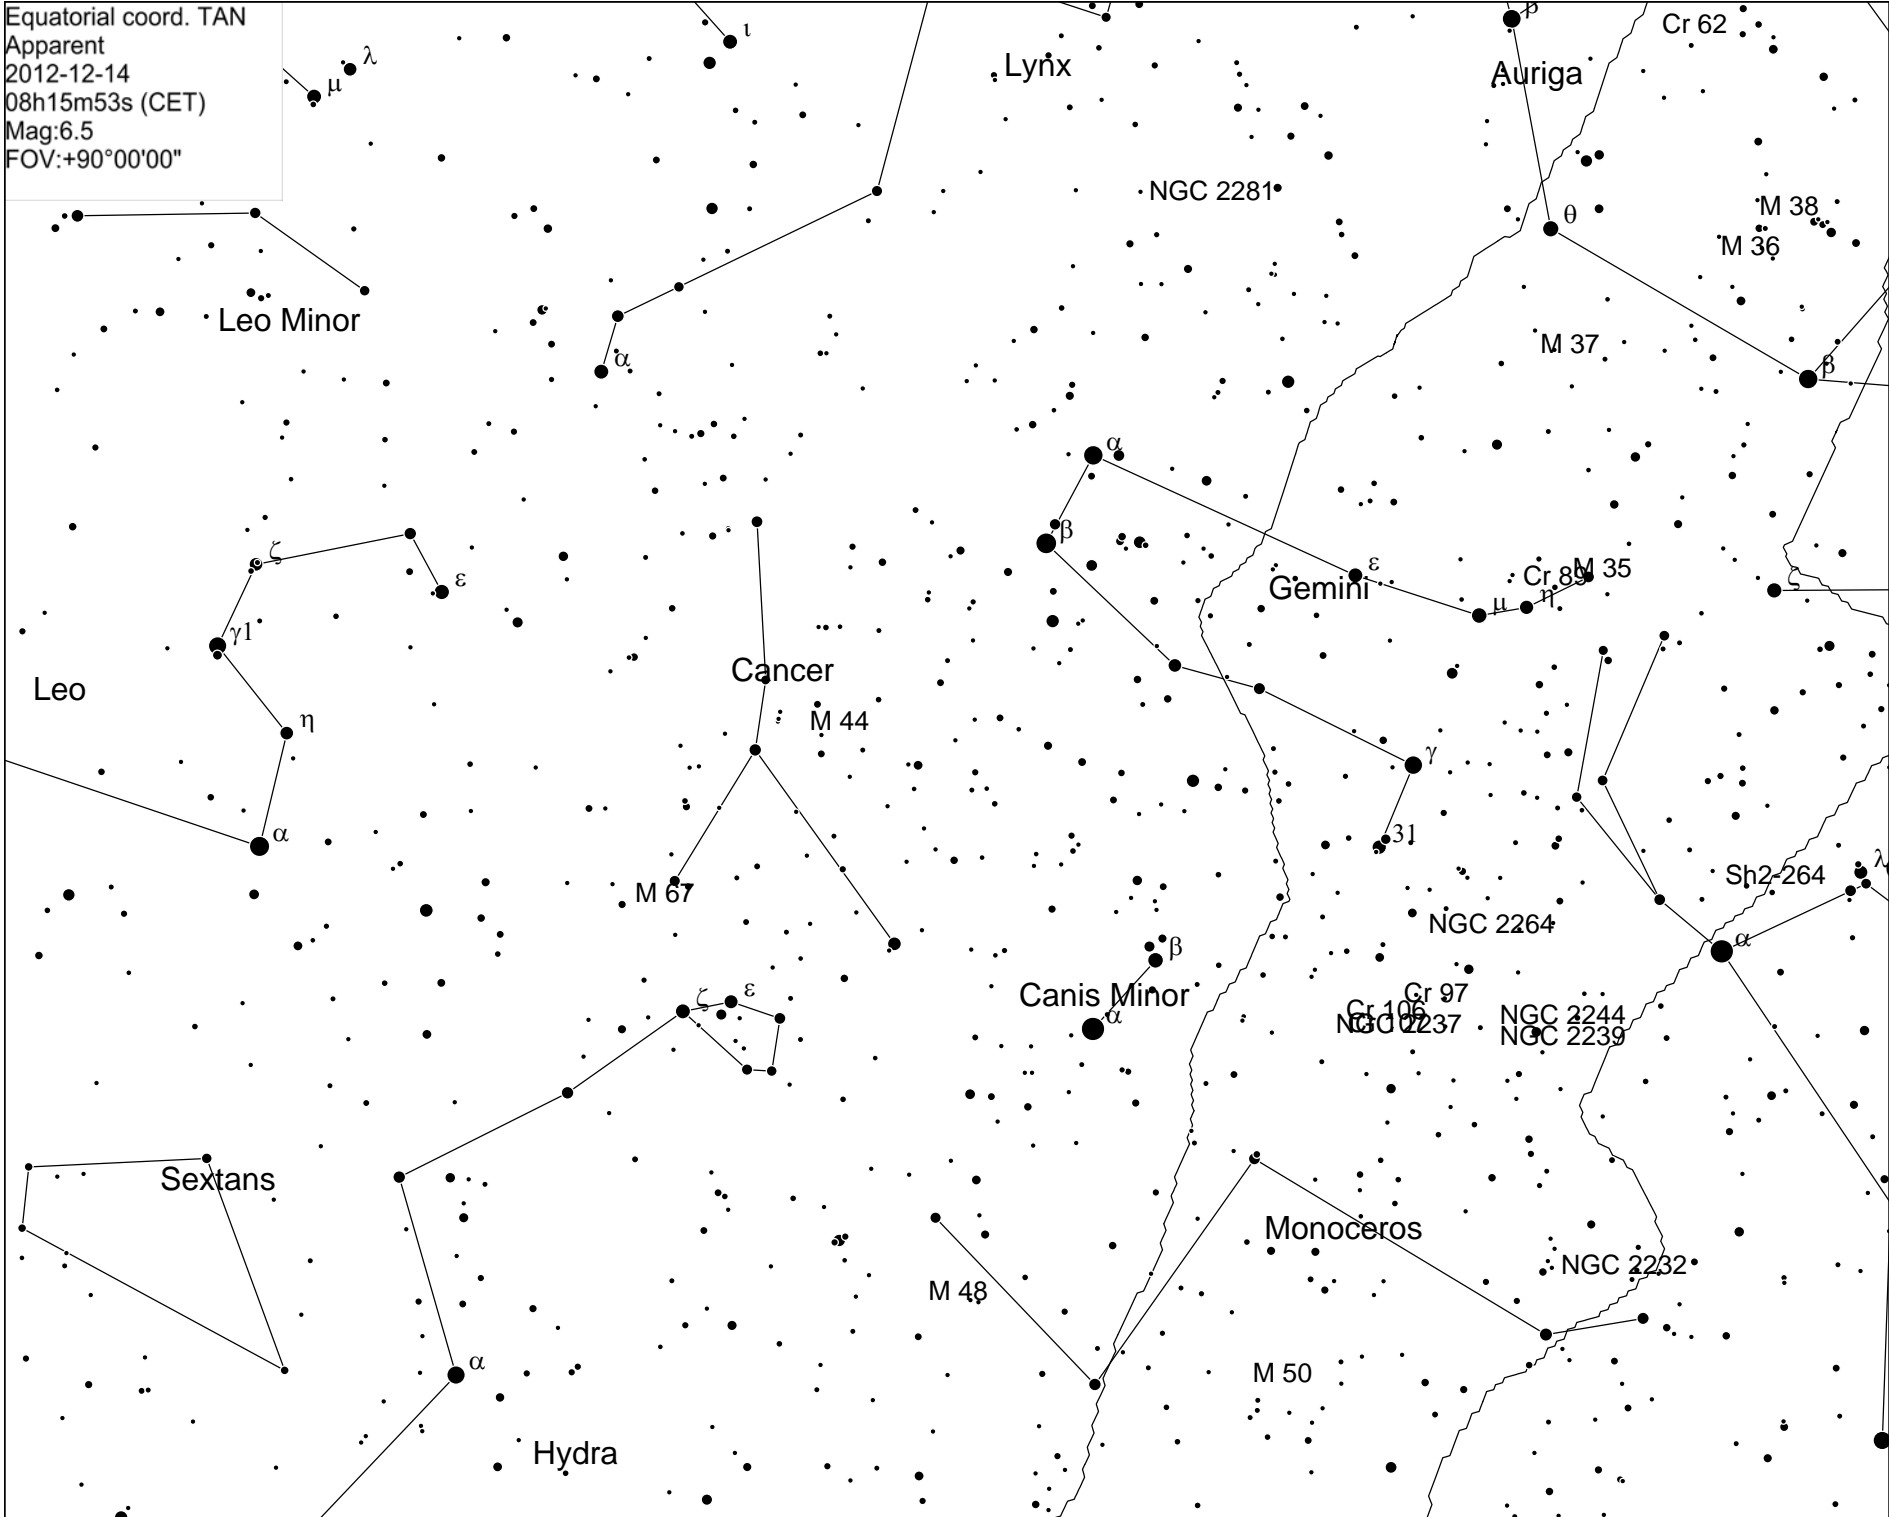 Equatorial coord. TAN
Apparent
2012-12-14
08h15m53s (CET)
Mag:6.5
FOV:+90°00'00"
λ
μ
ι
Lynx
β
Auriga
Cr 62
NGC 2281
θ
M 38
M 36
Leo Minor
α
M 37
β
α
β
ζ
ε
ε
Gemini
Cr 89
M 35
μ
η
ζ
γ1
Leo
Cancer
M 44
η
γ
α
31
M 67
Sh2-264
λ
NGC 2264
α
β
ζ
ε
Canis Minor
α
Cr 97
Cr 106
NGC 2237
NGC 2244
NGC 2239
Sextans
Monoceros
NGC 2232
M 48
α
M 50
Hydra